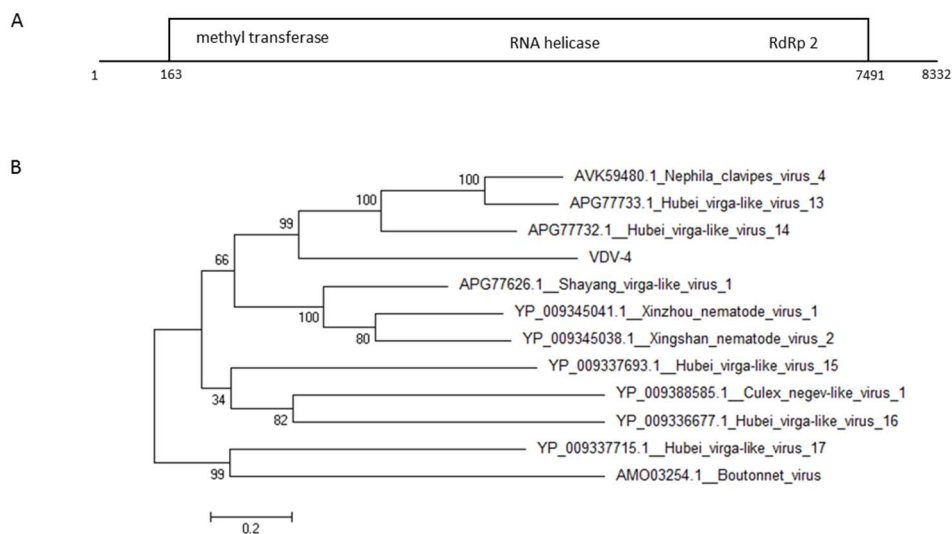 A
methyl transferase RNA helicase RdRp 2
1 163 7491 8332
B
100 AVK59480.1_Nephila_clavipes_virus_4
100 APG77733.1_Hubei_virga-like_virus_13
99 APG77732.1__Hubei_virga-like_virus_14
VDV-4
66
APG77626.1__Shayang_virga-like_virus_1
100 YP_009345041.1__Xinzhou_nematode_virus_1
80 YP_009345038.1__Xingshan_nematode_virus_2
YP_009337693.1__Hubei_virga-like_virus_15
34 YP_009388585.1__Culex_negev-like_virus_1
82 YP_009336677.1_Hubei_virga-like_virus_16
YP_009337715.1__Hubei_virga-like_virus_17
99 AMO03254.1__Boutonnet_virus
0.2